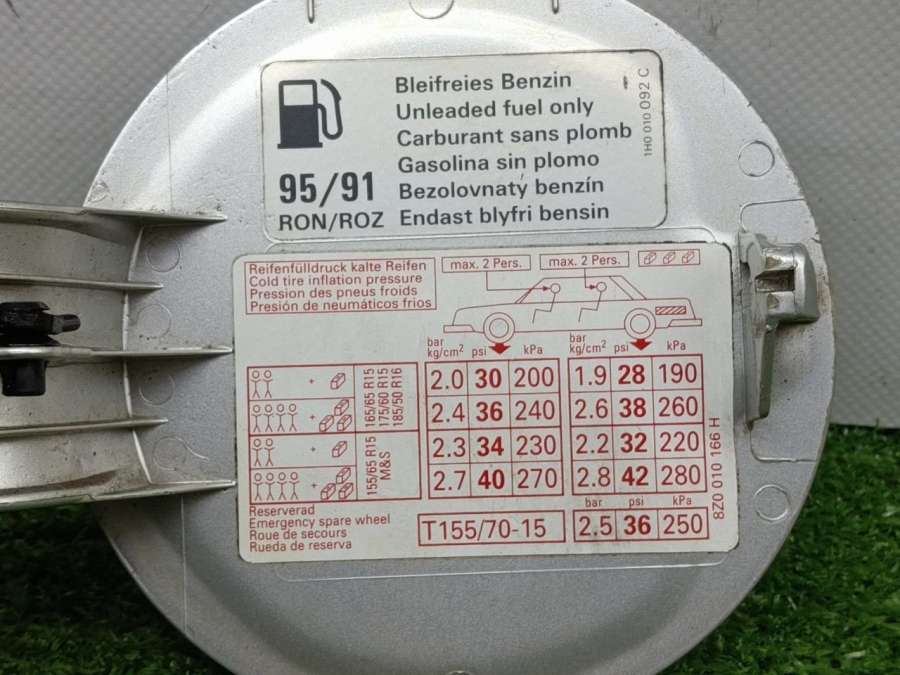 Bleifreies Benzin
Unleaded fuel only
Carburant sans plomb
Gasolina sin plomo
95/91 Bezolovnatý benzín
RON/ROZ Endast blyfri bensin
1H0 010 092 C
Reifenfülldruck kalte Reifen
Cold tire inflation pressure
Pression des pneus froids
Presión de neumáticos frios
max. 2 Pers. max. 2 Pers.
bar kg/cm² psi kPa bar kg/cm² psi kPa
165/65 R15
175/60 R15
185/50 R16
+ 2.0 30 200 1.9 28 190
+ 2.4 36 240 2.6 38 260
155/65 R15
M&S
+ 2.3 34 230 2.2 32 220
+ 2.7 40 270 2.8 42 280
Reserverad
Emergency spare wheel
Roue de secours
Rueda de reserva
bar psi kPa
T155/70-15 2.5 36 250
8Z0 010 166 H